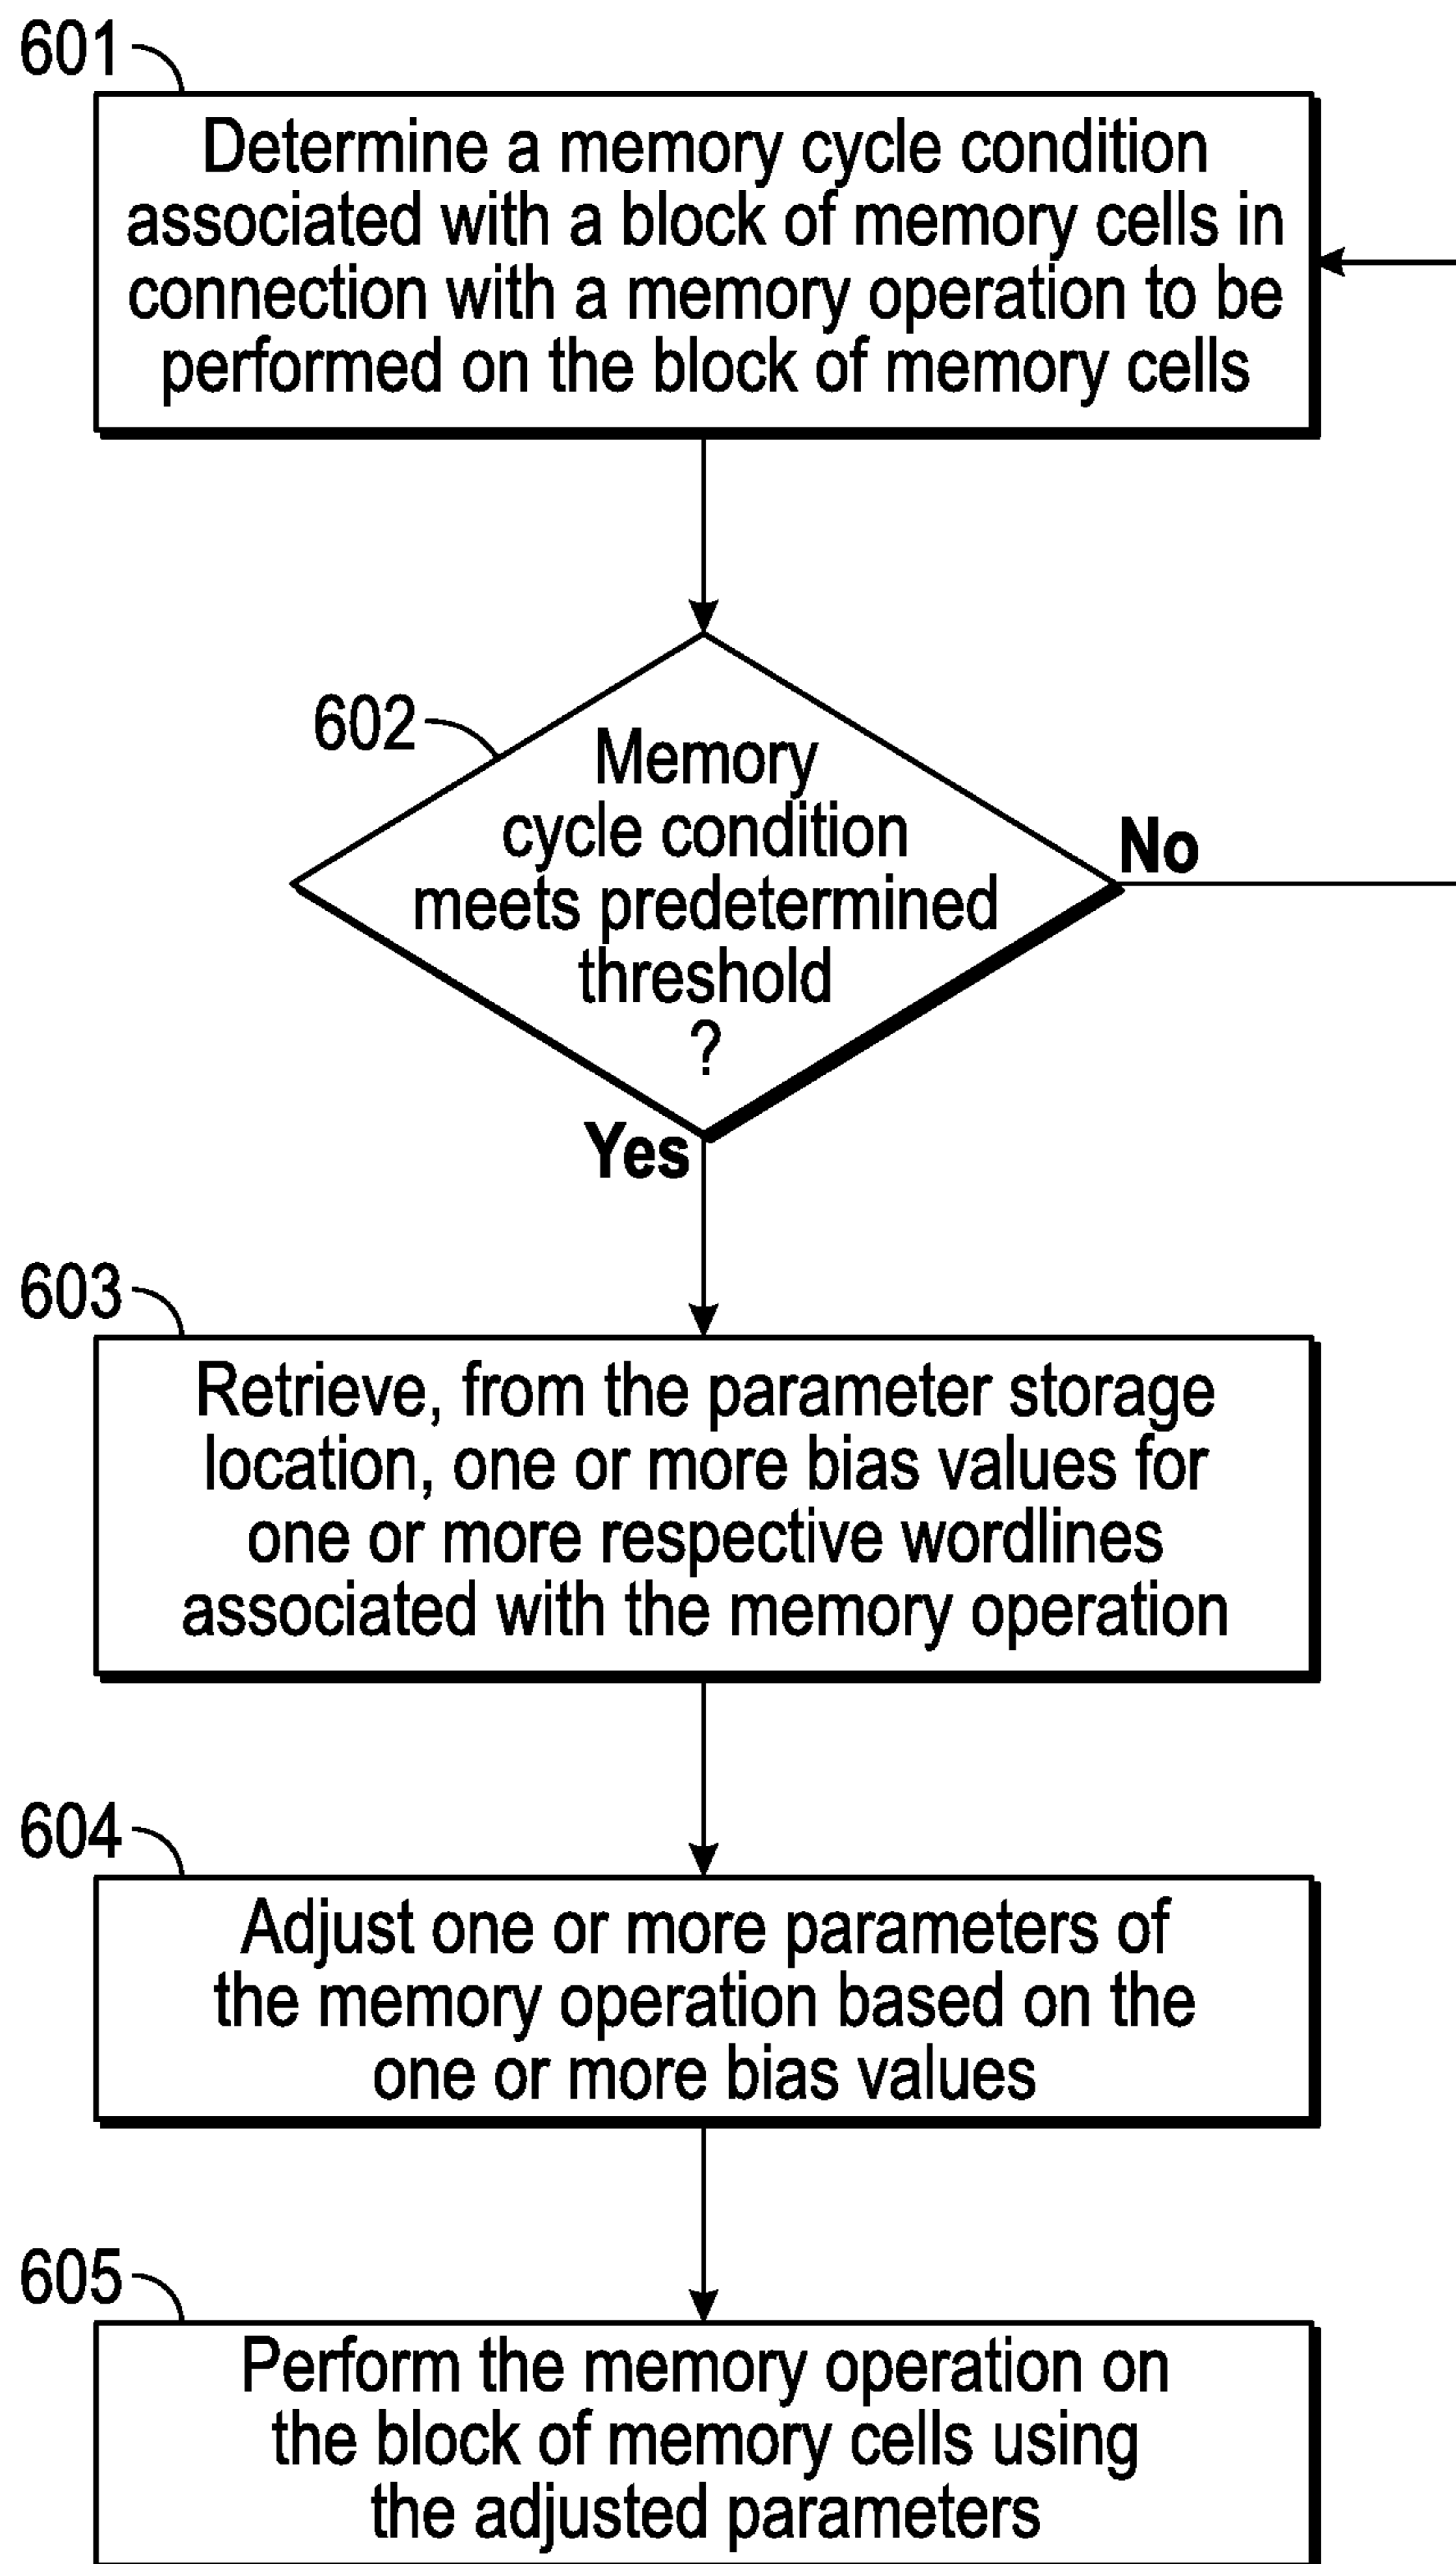 601
Determine a memory cycle condition
associated with a block of memory cells in
connection with a memory operation to be
performed on the block of memory cells
602
Memory
cycle condition
meets predetermined
threshold
?
No
Yes
603
Retrieve, from the parameter storage
location, one or more bias values for
one or more respective wordlines
associated with the memory operation
604
Adjust one or more parameters of
the memory operation based on the
one or more bias values
605
Perform the memory operation on
the block of memory cells using
the adjusted parameters